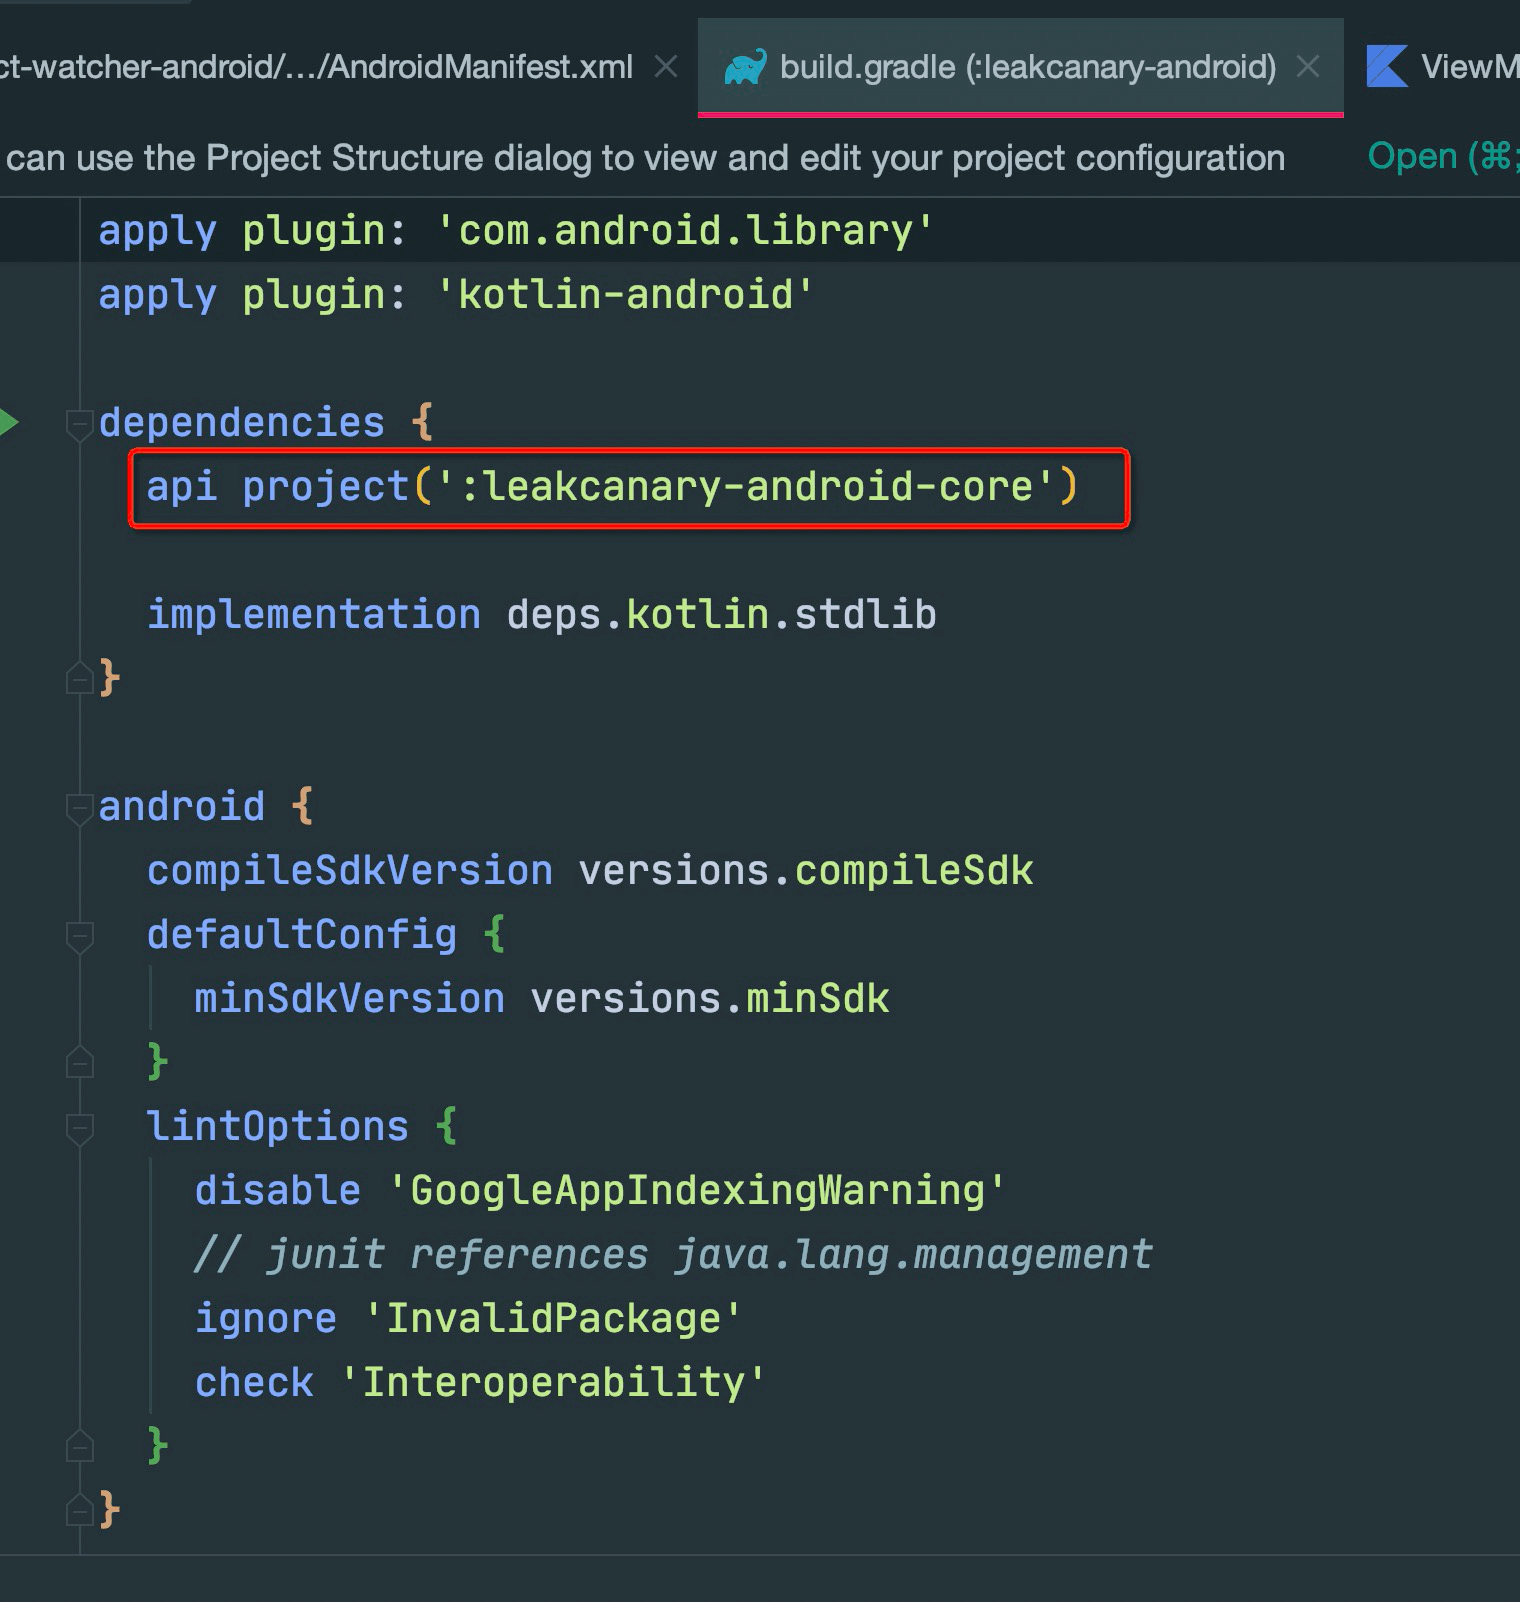 ct-watcher-android/.../AndroidManifest.xml build.gradle (:leakcanary-android) ViewM
can use the Project Structure dialog to view and edit your project configuration Open (⌘;
apply plugin: 'com.android.library'
apply plugin: 'kotlin-android'
dependencies {
api project(':leakcanary-android-core')
implementation deps.kotlin.stdlib
}
android {
compileSdkVersion versions.compileSdk
defaultConfig {
minSdkVersion versions.minSdk
}
lintOptions {
disable 'GoogleAppIndexingWarning'
// junit references java.lang.management
ignore 'InvalidPackage'
check 'Interoperability'
}
}